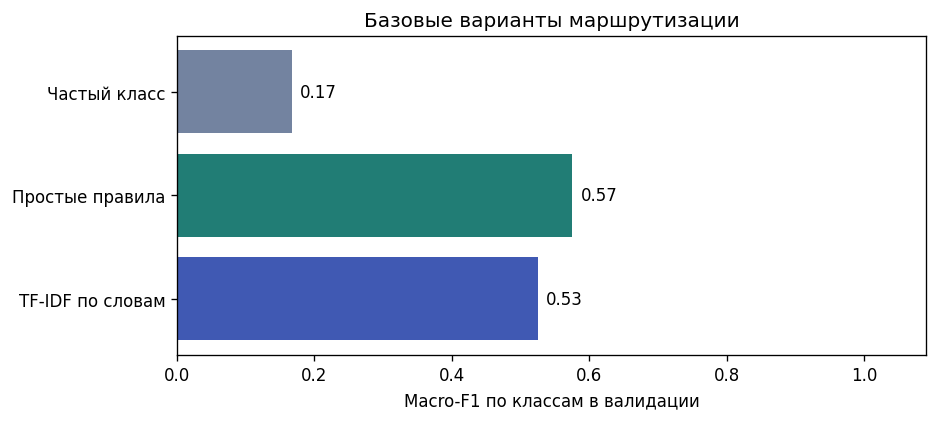 Базовые варианты маршрутизации
Частый класс
0.17
Простые правила
0.57
TF-IDF по словам
0.53
0.0 0.2 0.4 0.6 0.8 1.0
Macro-F1 по классам в валидации